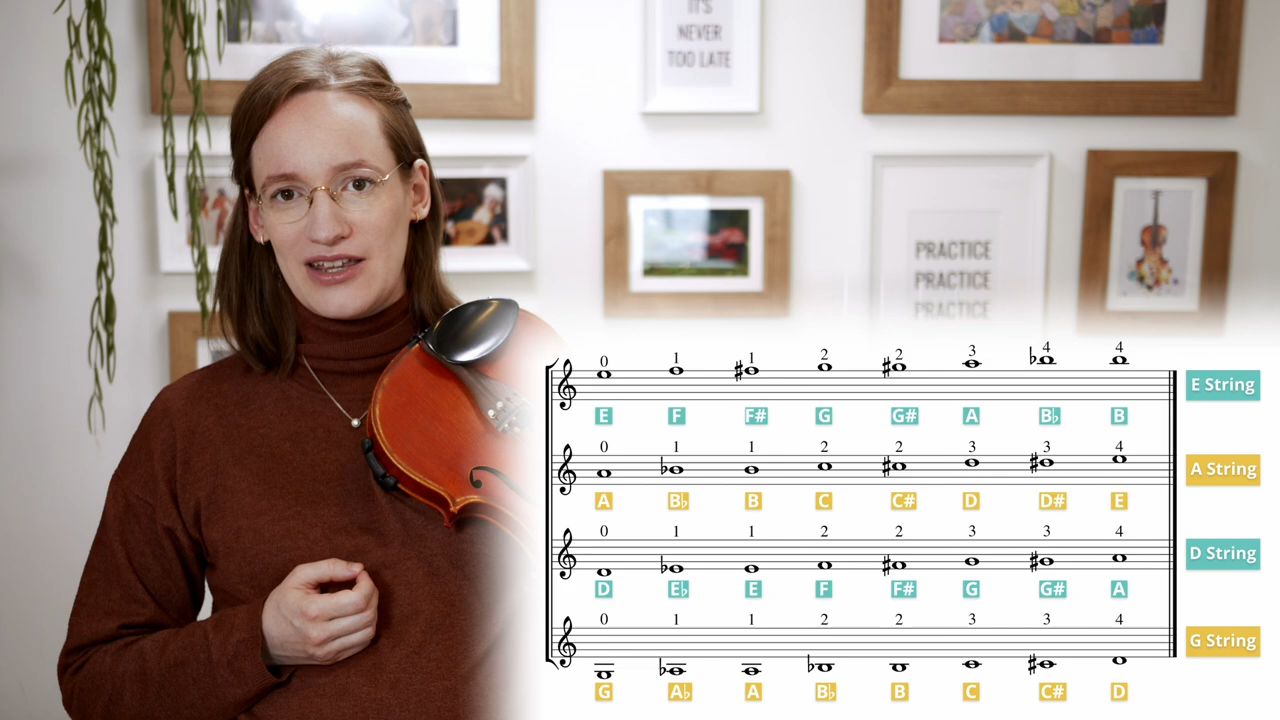 IT'S
NEVER
TOO LATE
PRACTICE
PRACTICE
PRACTICE
0 1 1 2 2 3 4 4
E F F# G G# A B♭ B
E String
0 1 1 2 2 3 3 4
A B♭ B C C# D D# E
A String
0 1 1 2 2 3 3 4
D E♭ E F F# G G# A
D String
0 1 1 2 2 3 3 4
G A♭ A B♭ B C C# D
G String